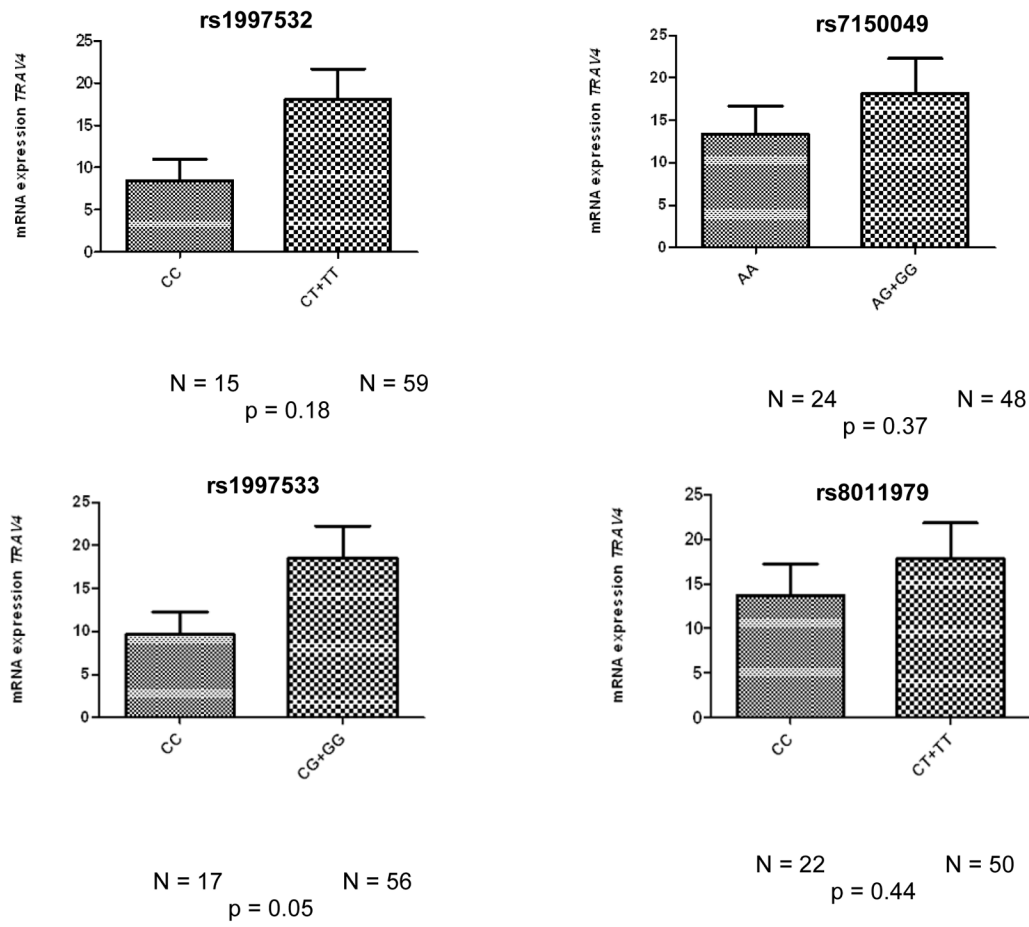 rs1997532
mRNA expression TRAV4
25
20
15
10
5
0
CC
CT+TT
N = 15 N = 59
p = 0.18
rs7150049
mRNA expression TRAV4
25
20
15
10
5
0
AA
AG+GG
N = 24 N = 48
p = 0.37
rs1997533
mRNA expression TRAV4
25
20
15
10
5
0
CC
CG+GG
N = 17 N = 56
p = 0.05
rs8011979
mRNA expression TRAV4
25
20
15
10
5
0
CC
CT+TT
N = 22 N = 50
p = 0.44